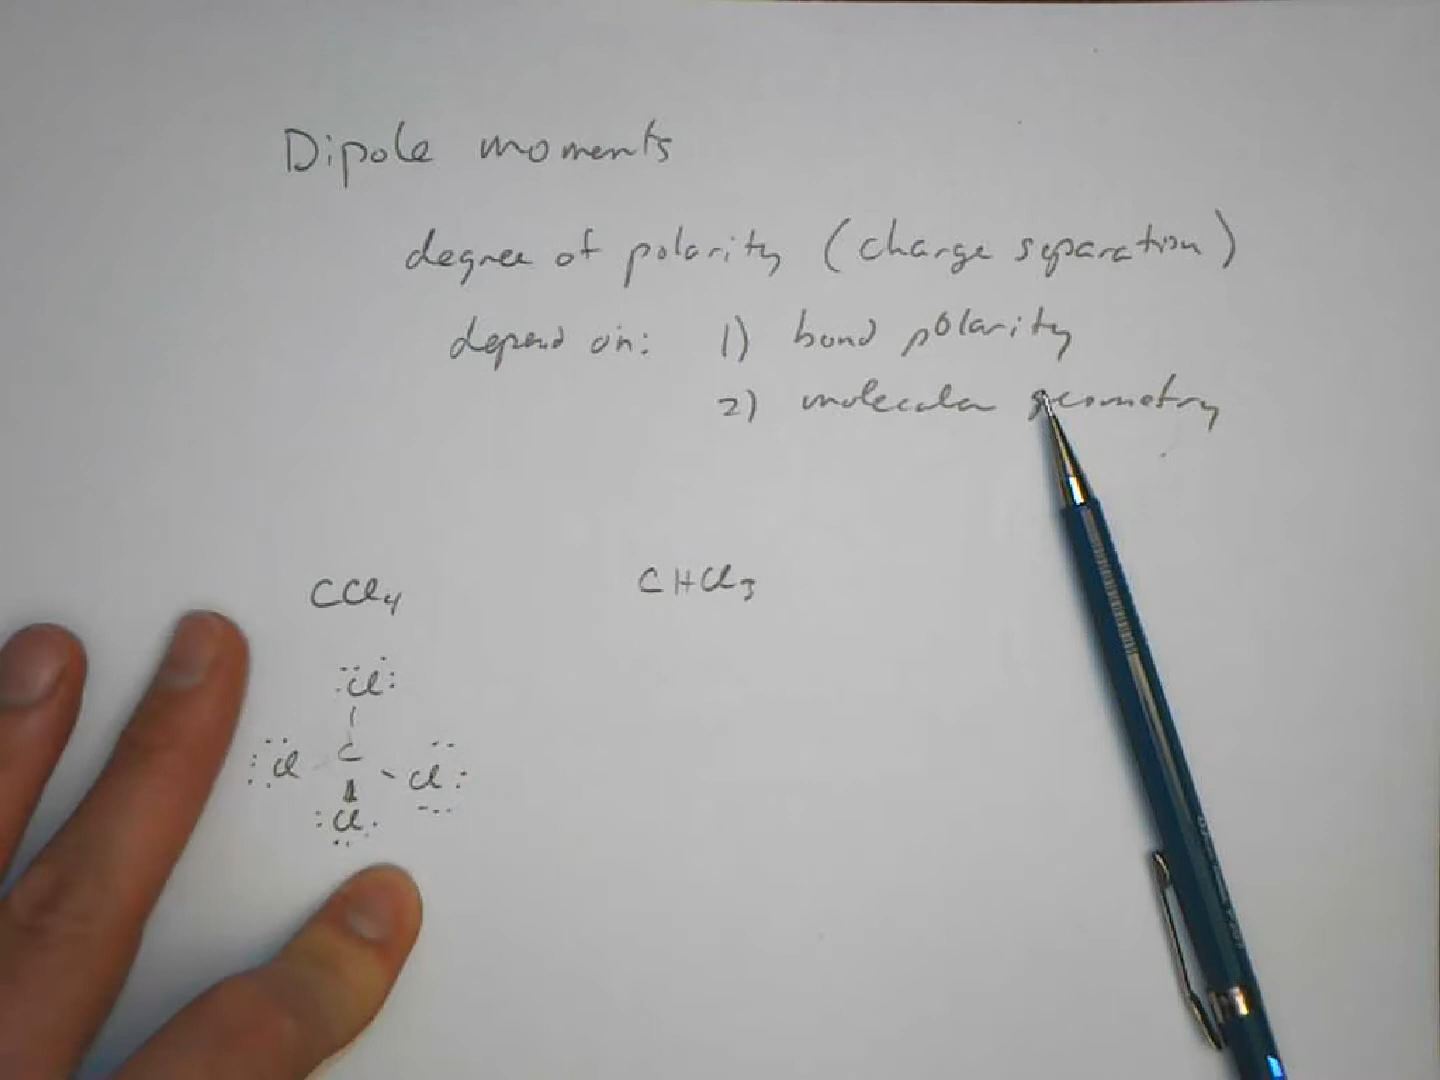 Dipole moments
degree of polarity (charge separation)
depend on: 1) bond polarity
2) molecular geometry
CCl4 CHCl3
Cl
Cl C Cl
Cl